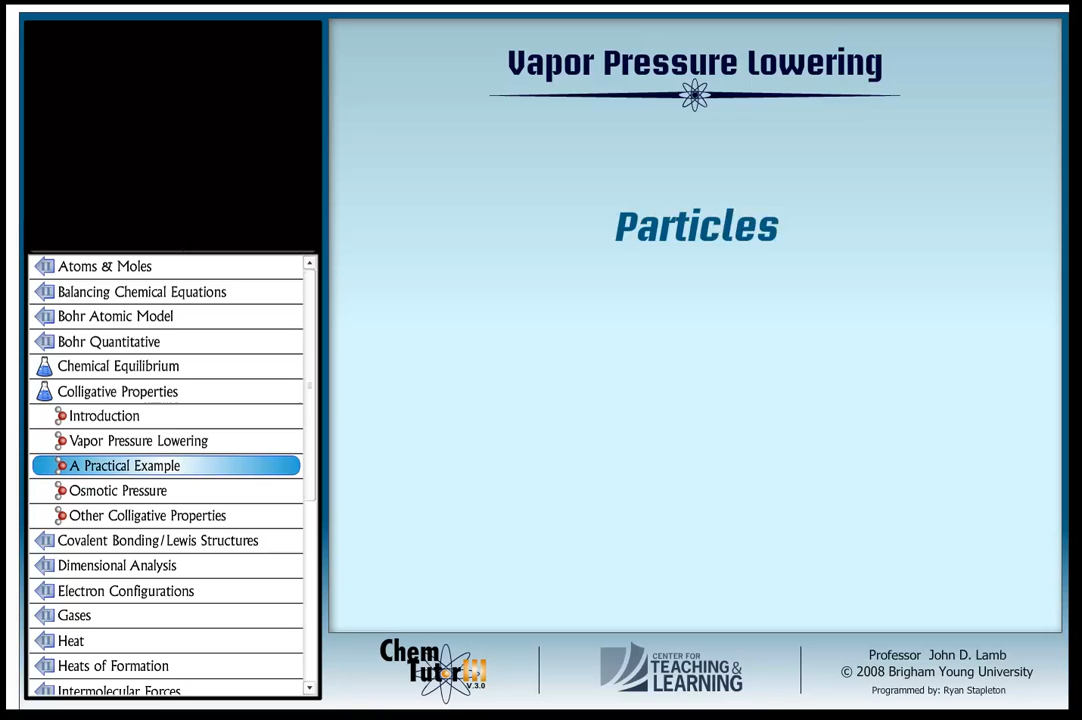 Vapor Pressure Lowering
Particles
Atoms & Moles
Balancing Chemical Equations
Bohr Atomic Model
Bohr Quantitative
Chemical Equilibrium
Colligative Properties
Introduction
Vapor Pressure Lowering
A Practical Example
Osmotic Pressure
Other Colligative Properties
Covalent Bonding/Lewis Structures
Dimensional Analysis
Electron Configurations
Gases
Heat
Heats of Formation
Intermolecular Forces
Chem
Tutor III
V.3.0
CENTER FOR
TEACHING &
LEARNING
Professor John D. Lamb
© 2008 Brigham Young University
Programmed by: Ryan Stapleton